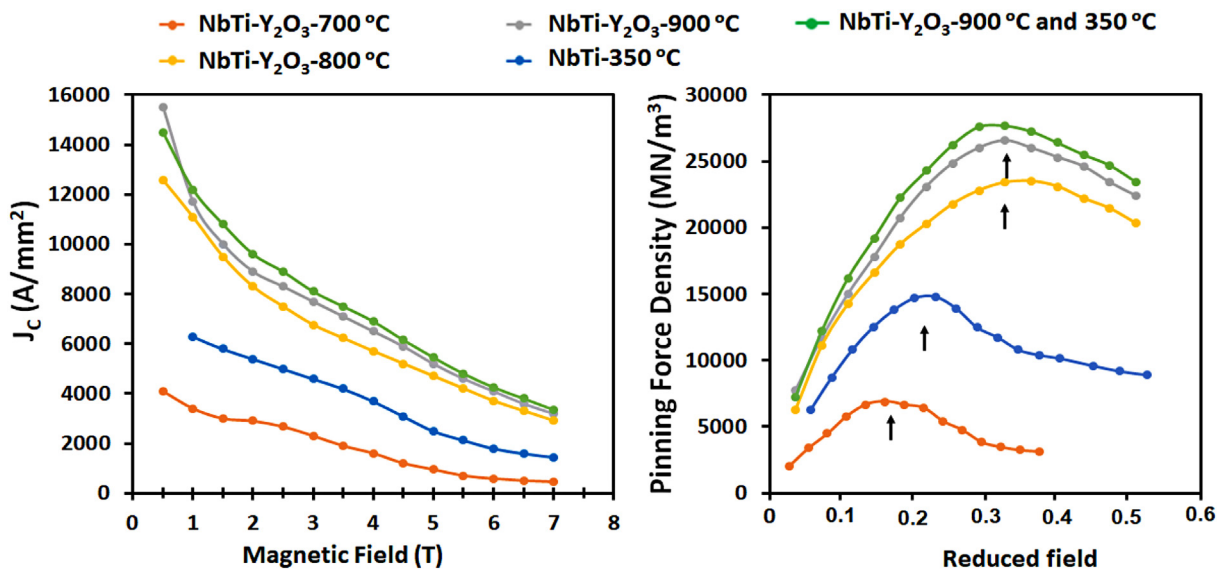 NbTi-Y₂O₃-700 ºC
NbTi-Y₂O₃-900 ºC
NbTi-Y₂O₃-900 ºC and 350 ºC
NbTi-Y₂O₃-800 ºC
NbTi-350 ºC
J_C (A/mm²)
16000
14000
12000
10000
8000
6000
4000
2000
0
0 1 2 3 4 5 6 7 8
Magnetic Field (T)
Pinning Force Density (MN/m³)
30000
25000
20000
15000
10000
5000
0
0 0.1 0.2 0.3 0.4 0.5 0.6
Reduced field